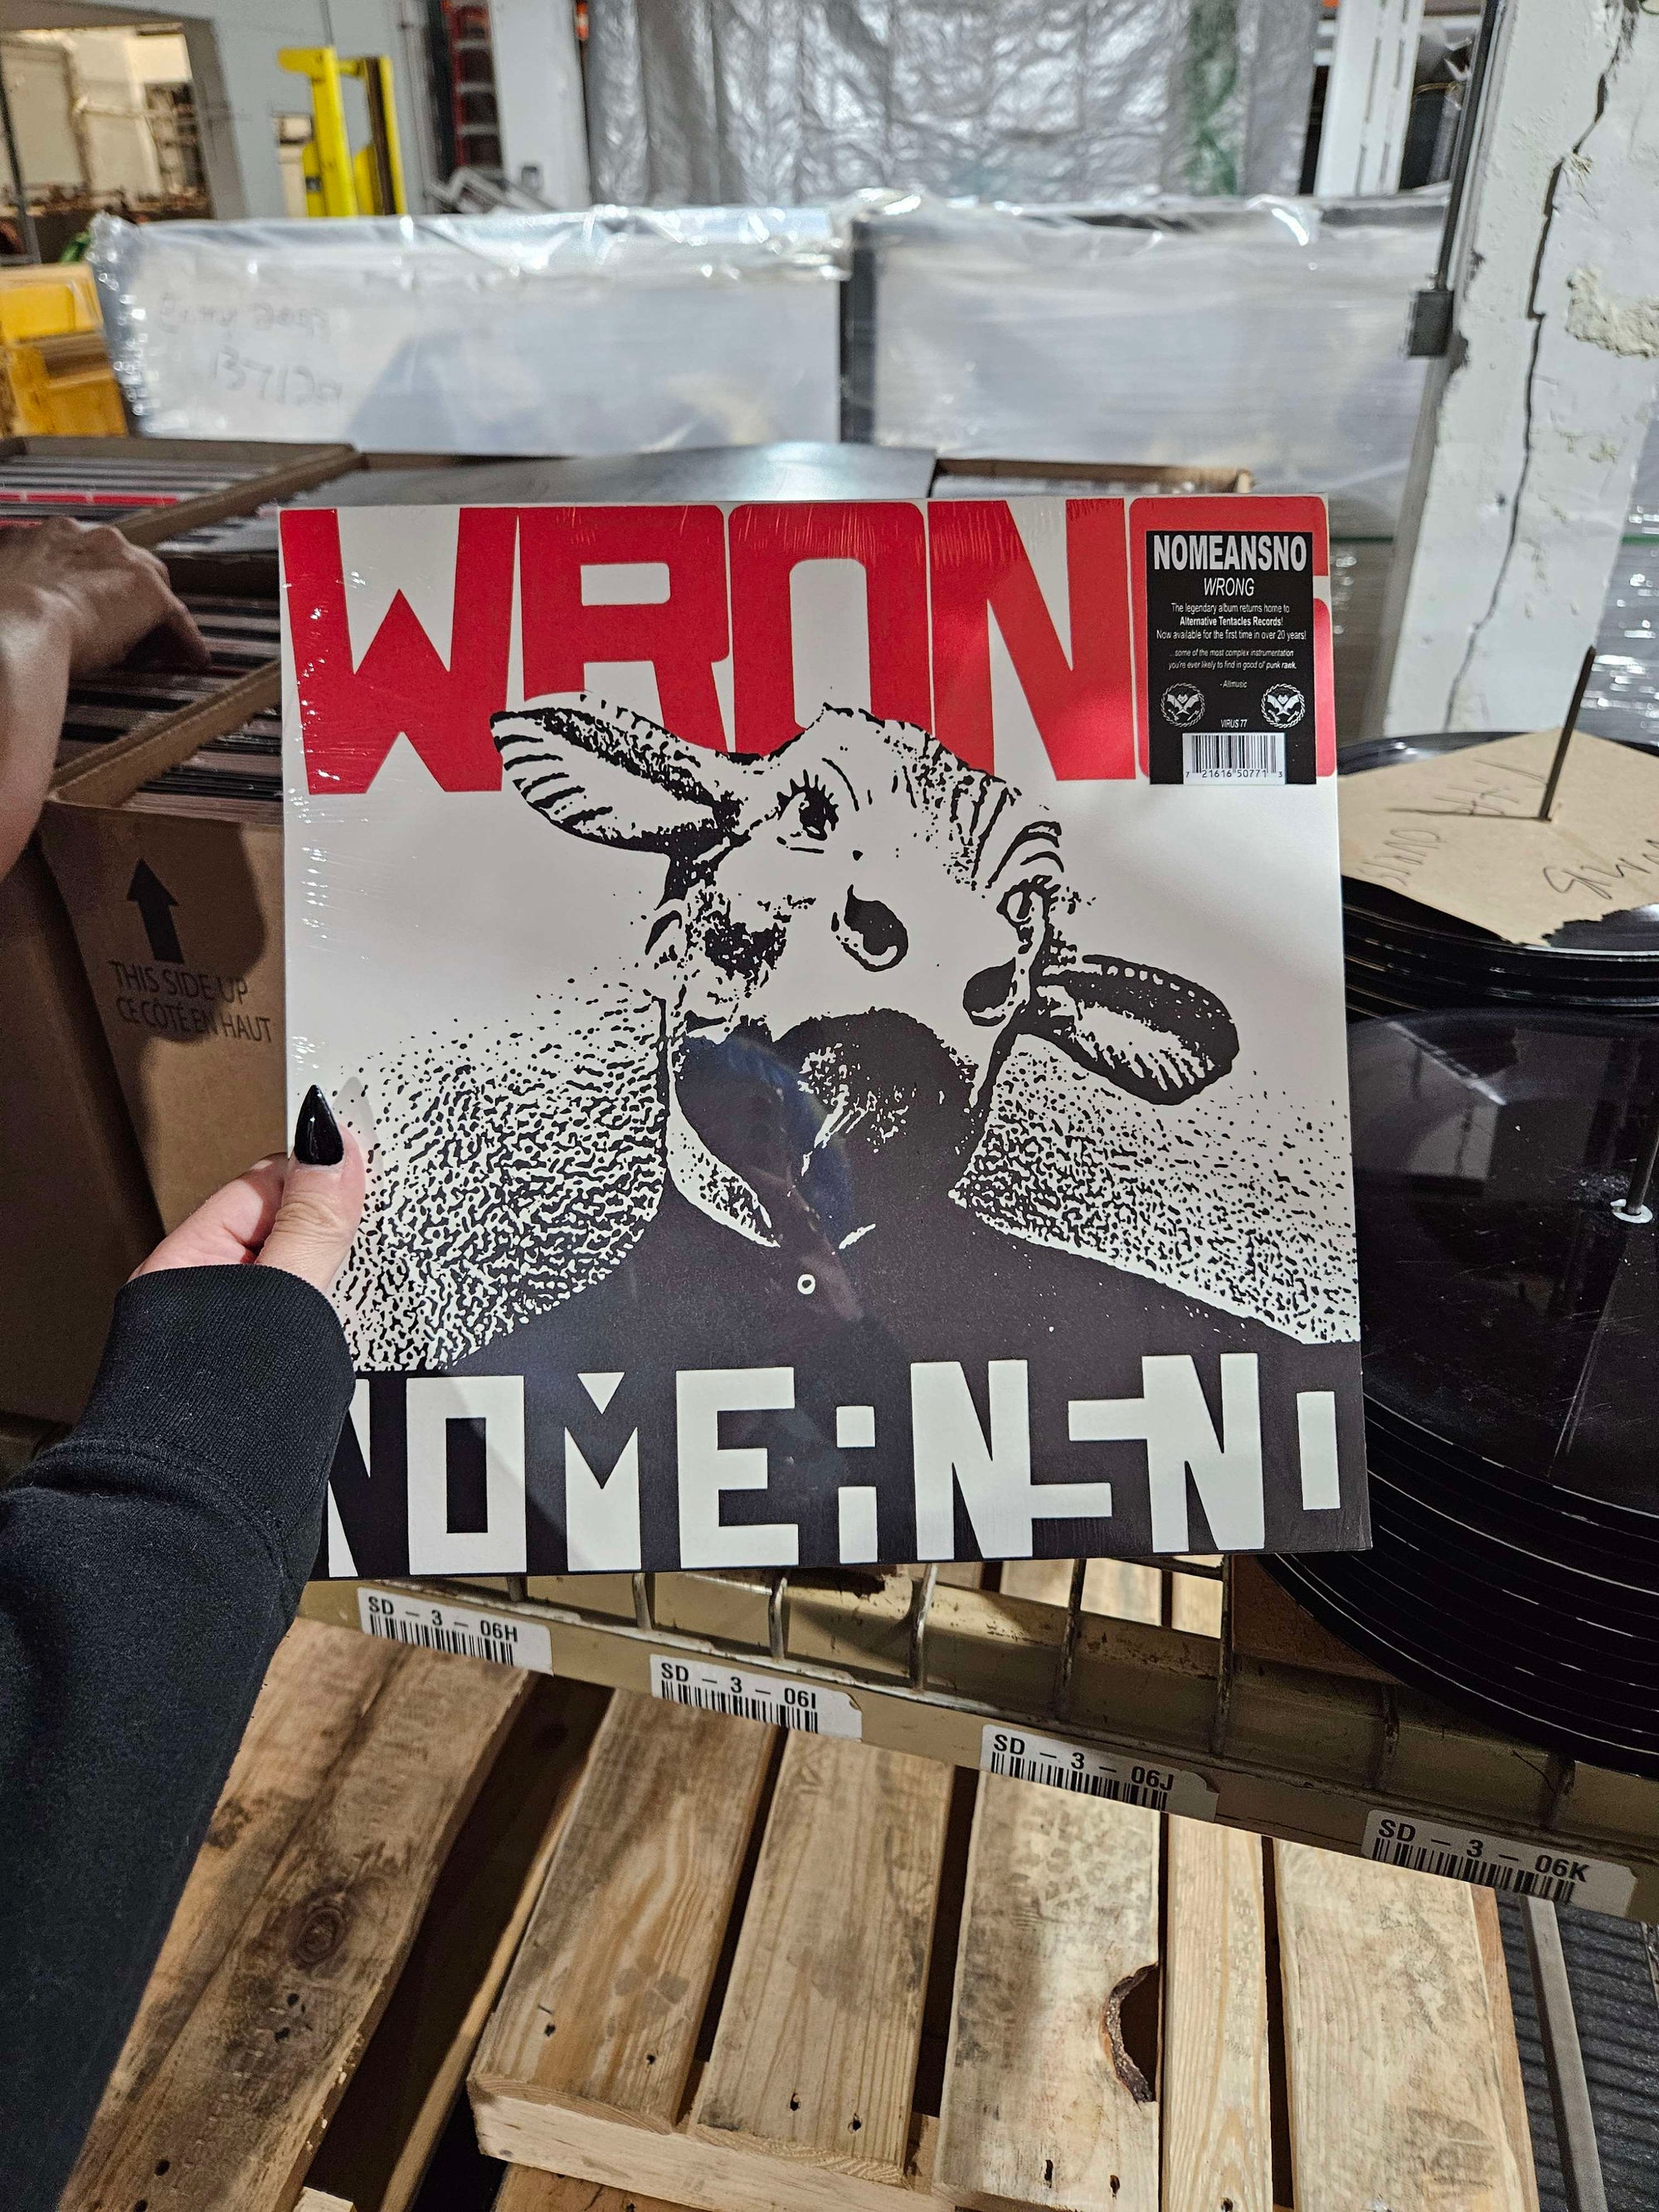 WRONG
NOMEANSNO
WRONG
The legendary album returns home to
Alternative Tentacles Records!
Now available for the first time in over 20 years!
...some of the most complex instrumentation
you're ever likely to find in good ol' punk raek.
- Allmusic
VIRUS 77
7 21616 50771 3
THIS SIDE UP
CE CÔTÉ EN HAUT
NOMEANSNO
SD - 3 - 06H
SD - 3 - 06I
SD - 3 - 06J
SD - 3 - 06K